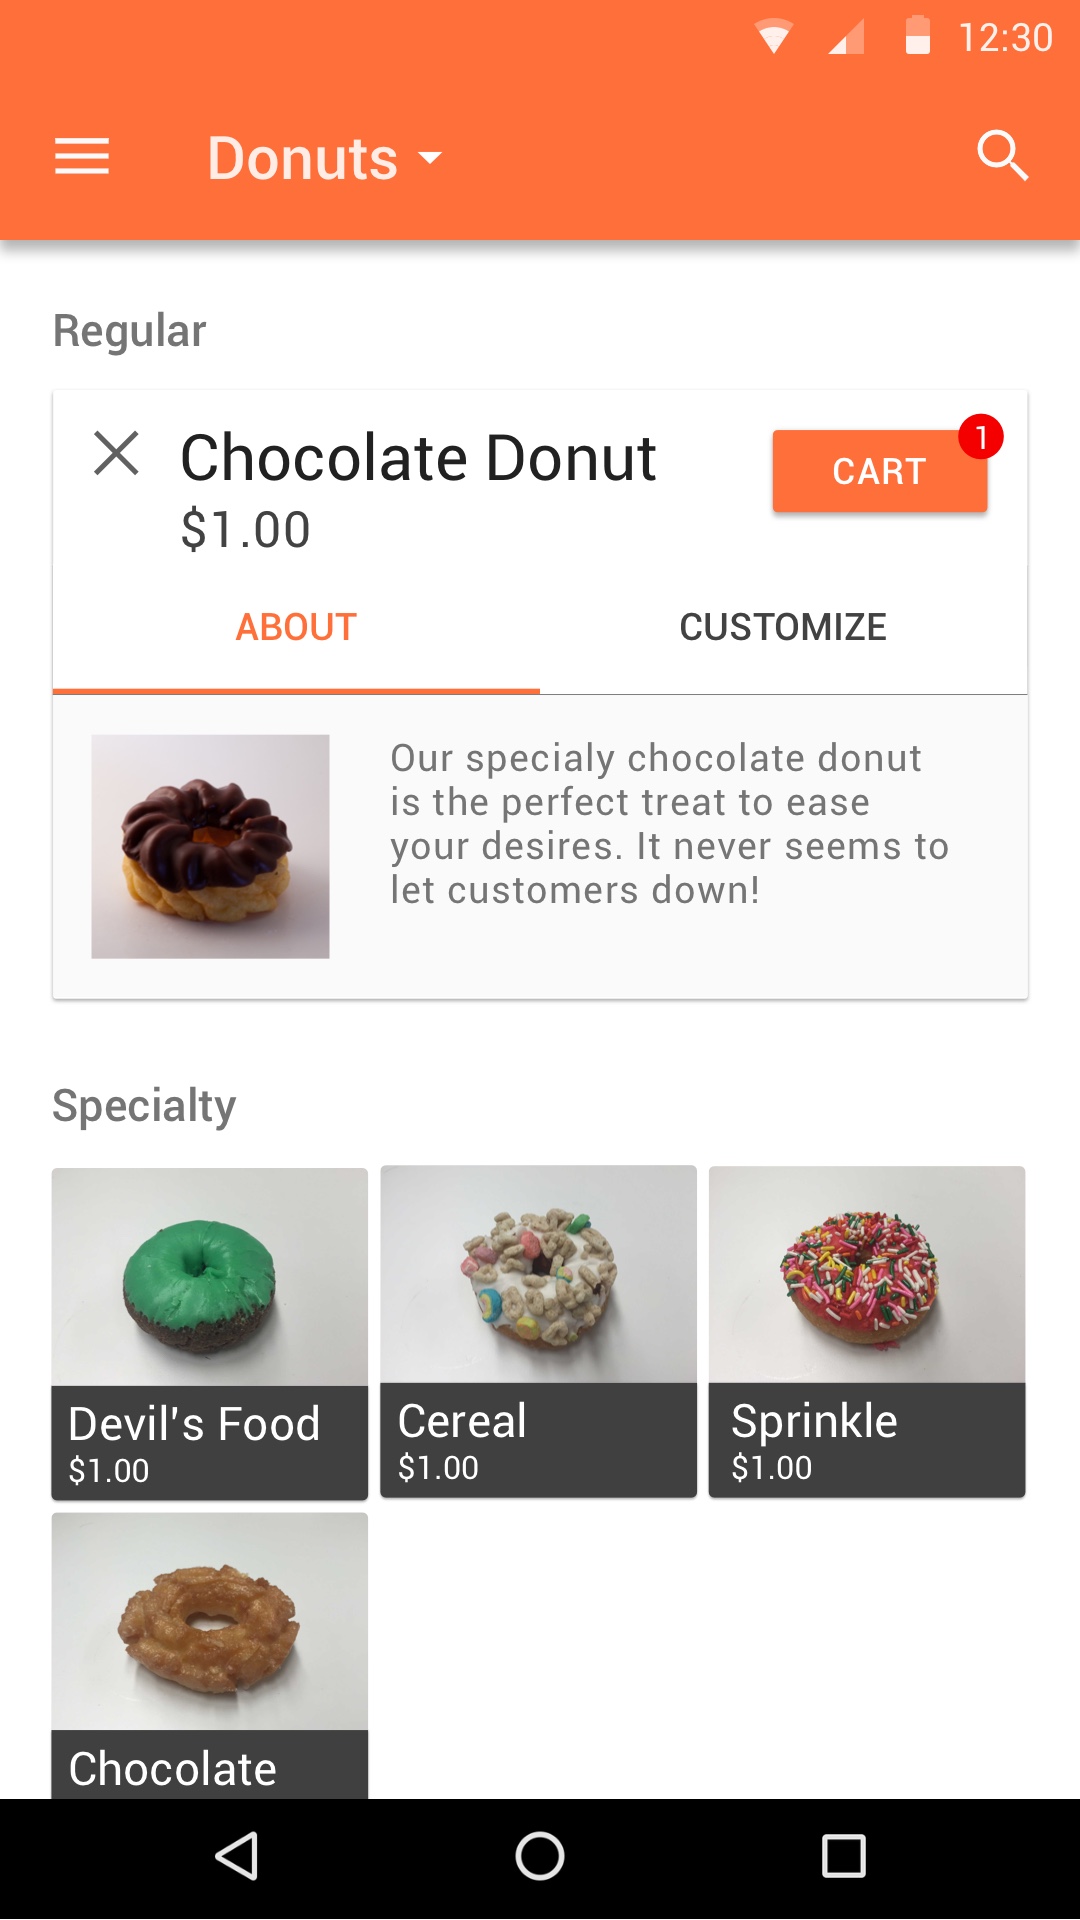 12:30
Donuts
Regular
Chocolate Donut
$1.00
CART
1
ABOUT
CUSTOMIZE
Our specialy chocolate donut
is the perfect treat to ease
your desires. It never seems to
let customers down!
Specialty
Devil's Food
$1.00
Cereal
$1.00
Sprinkle
$1.00
Chocolate